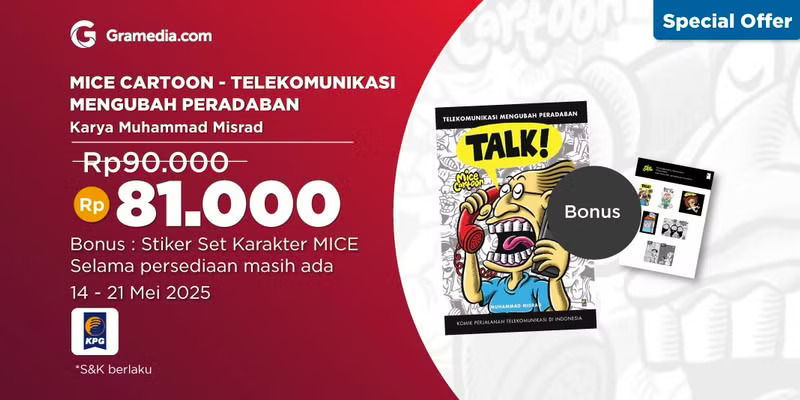 Special Offer
Gramedia.com
MICE CARTOON - TELEKOMUNIKASI
MENGUBAH PERADABAN
Karya Muhammad Misrad
Rp90.000
Rp 81.000
Bonus : Stiker Set Karakter MICE
Selama persediaan masih ada
14 - 21 Mei 2025
KPG
*S&K berlaku
TELEKOMUNIKASI MENGUBAH PERADABAN
TALK!
Mice
Cartoon
MUHAMMAD MISRAD
KOMIK PERJALANAN TELEKOMUNIKASI DI INDONESIA
Bonus